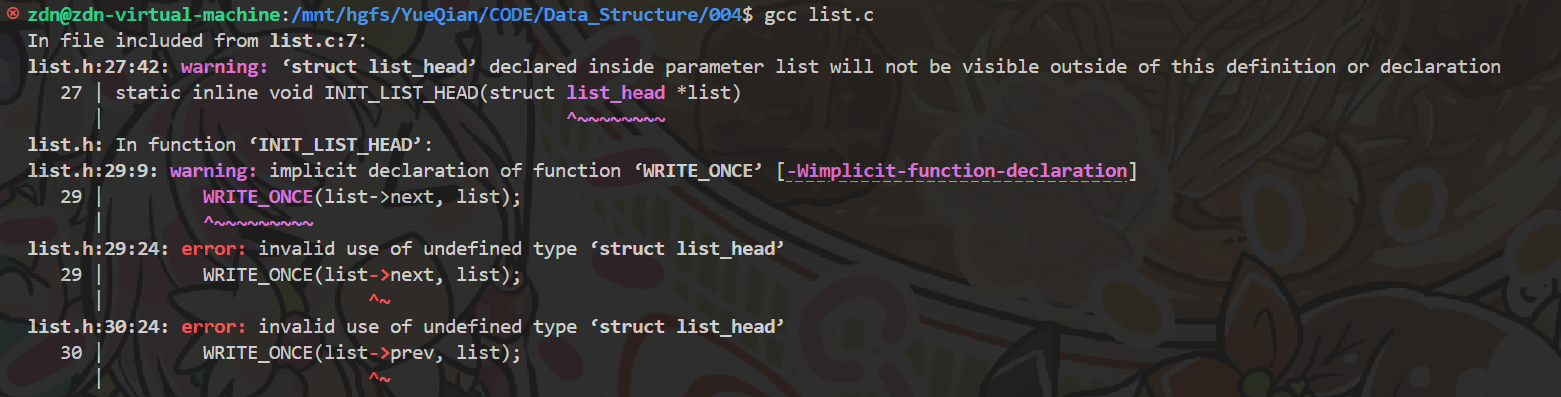 zdn@zdn-virtual-machine:/mnt/hgfs/YueQian/CODE/Data_Structure/004$ gcc list.c
In file included from list.c:7:
list.h:27:42: warning: ‘struct list_head’ declared inside parameter list will not be visible outside of this definition or declaration
   27 | static inline void INIT_LIST_HEAD(struct list_head *list)
      |                                          ^~~~~~~~~
list.h: In function ‘INIT_LIST_HEAD’:
list.h:29:9: warning: implicit declaration of function ‘WRITE_ONCE’ [-Wimplicit-function-declaration]
   29 |         WRITE_ONCE(list->next, list);
      |         ^~~~~~~~~~
list.h:29:24: error: invalid use of undefined type ‘struct list_head’
   29 |         WRITE_ONCE(list->next, list);
      |                        ^~
list.h:30:24: error: invalid use of undefined type ‘struct list_head’
   30 |         WRITE_ONCE(list->prev, list);
      |                        ^~